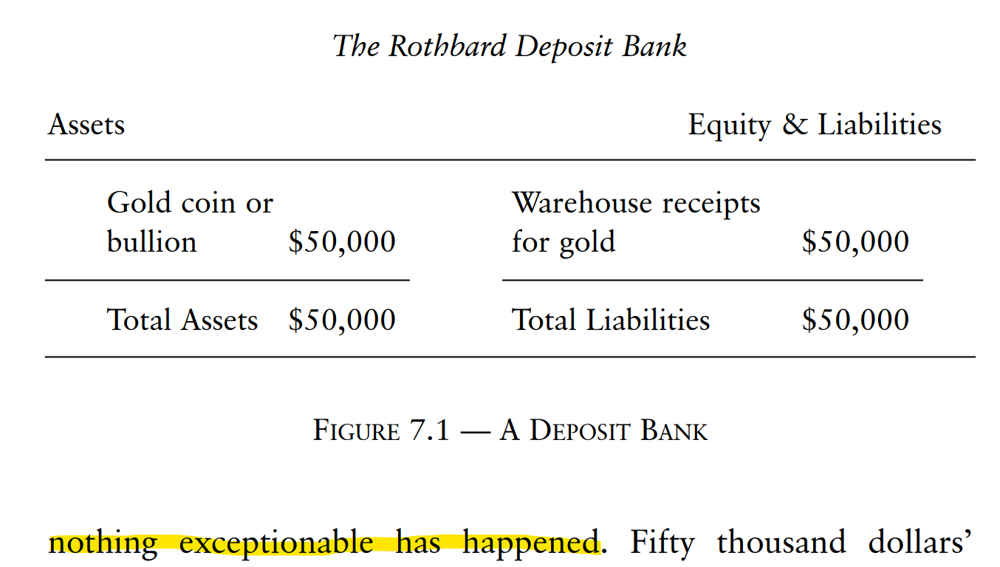 The Rothbard Deposit Bank
Assets Equity & Liabilities
Gold coin or Warehouse receipts
bullion $50,000 for gold $50,000
Total Assets $50,000 Total Liabilities $50,000
FIGURE 7.1 — A DEPOSIT BANK
nothing exceptionable has happened. Fifty thousand dollars’